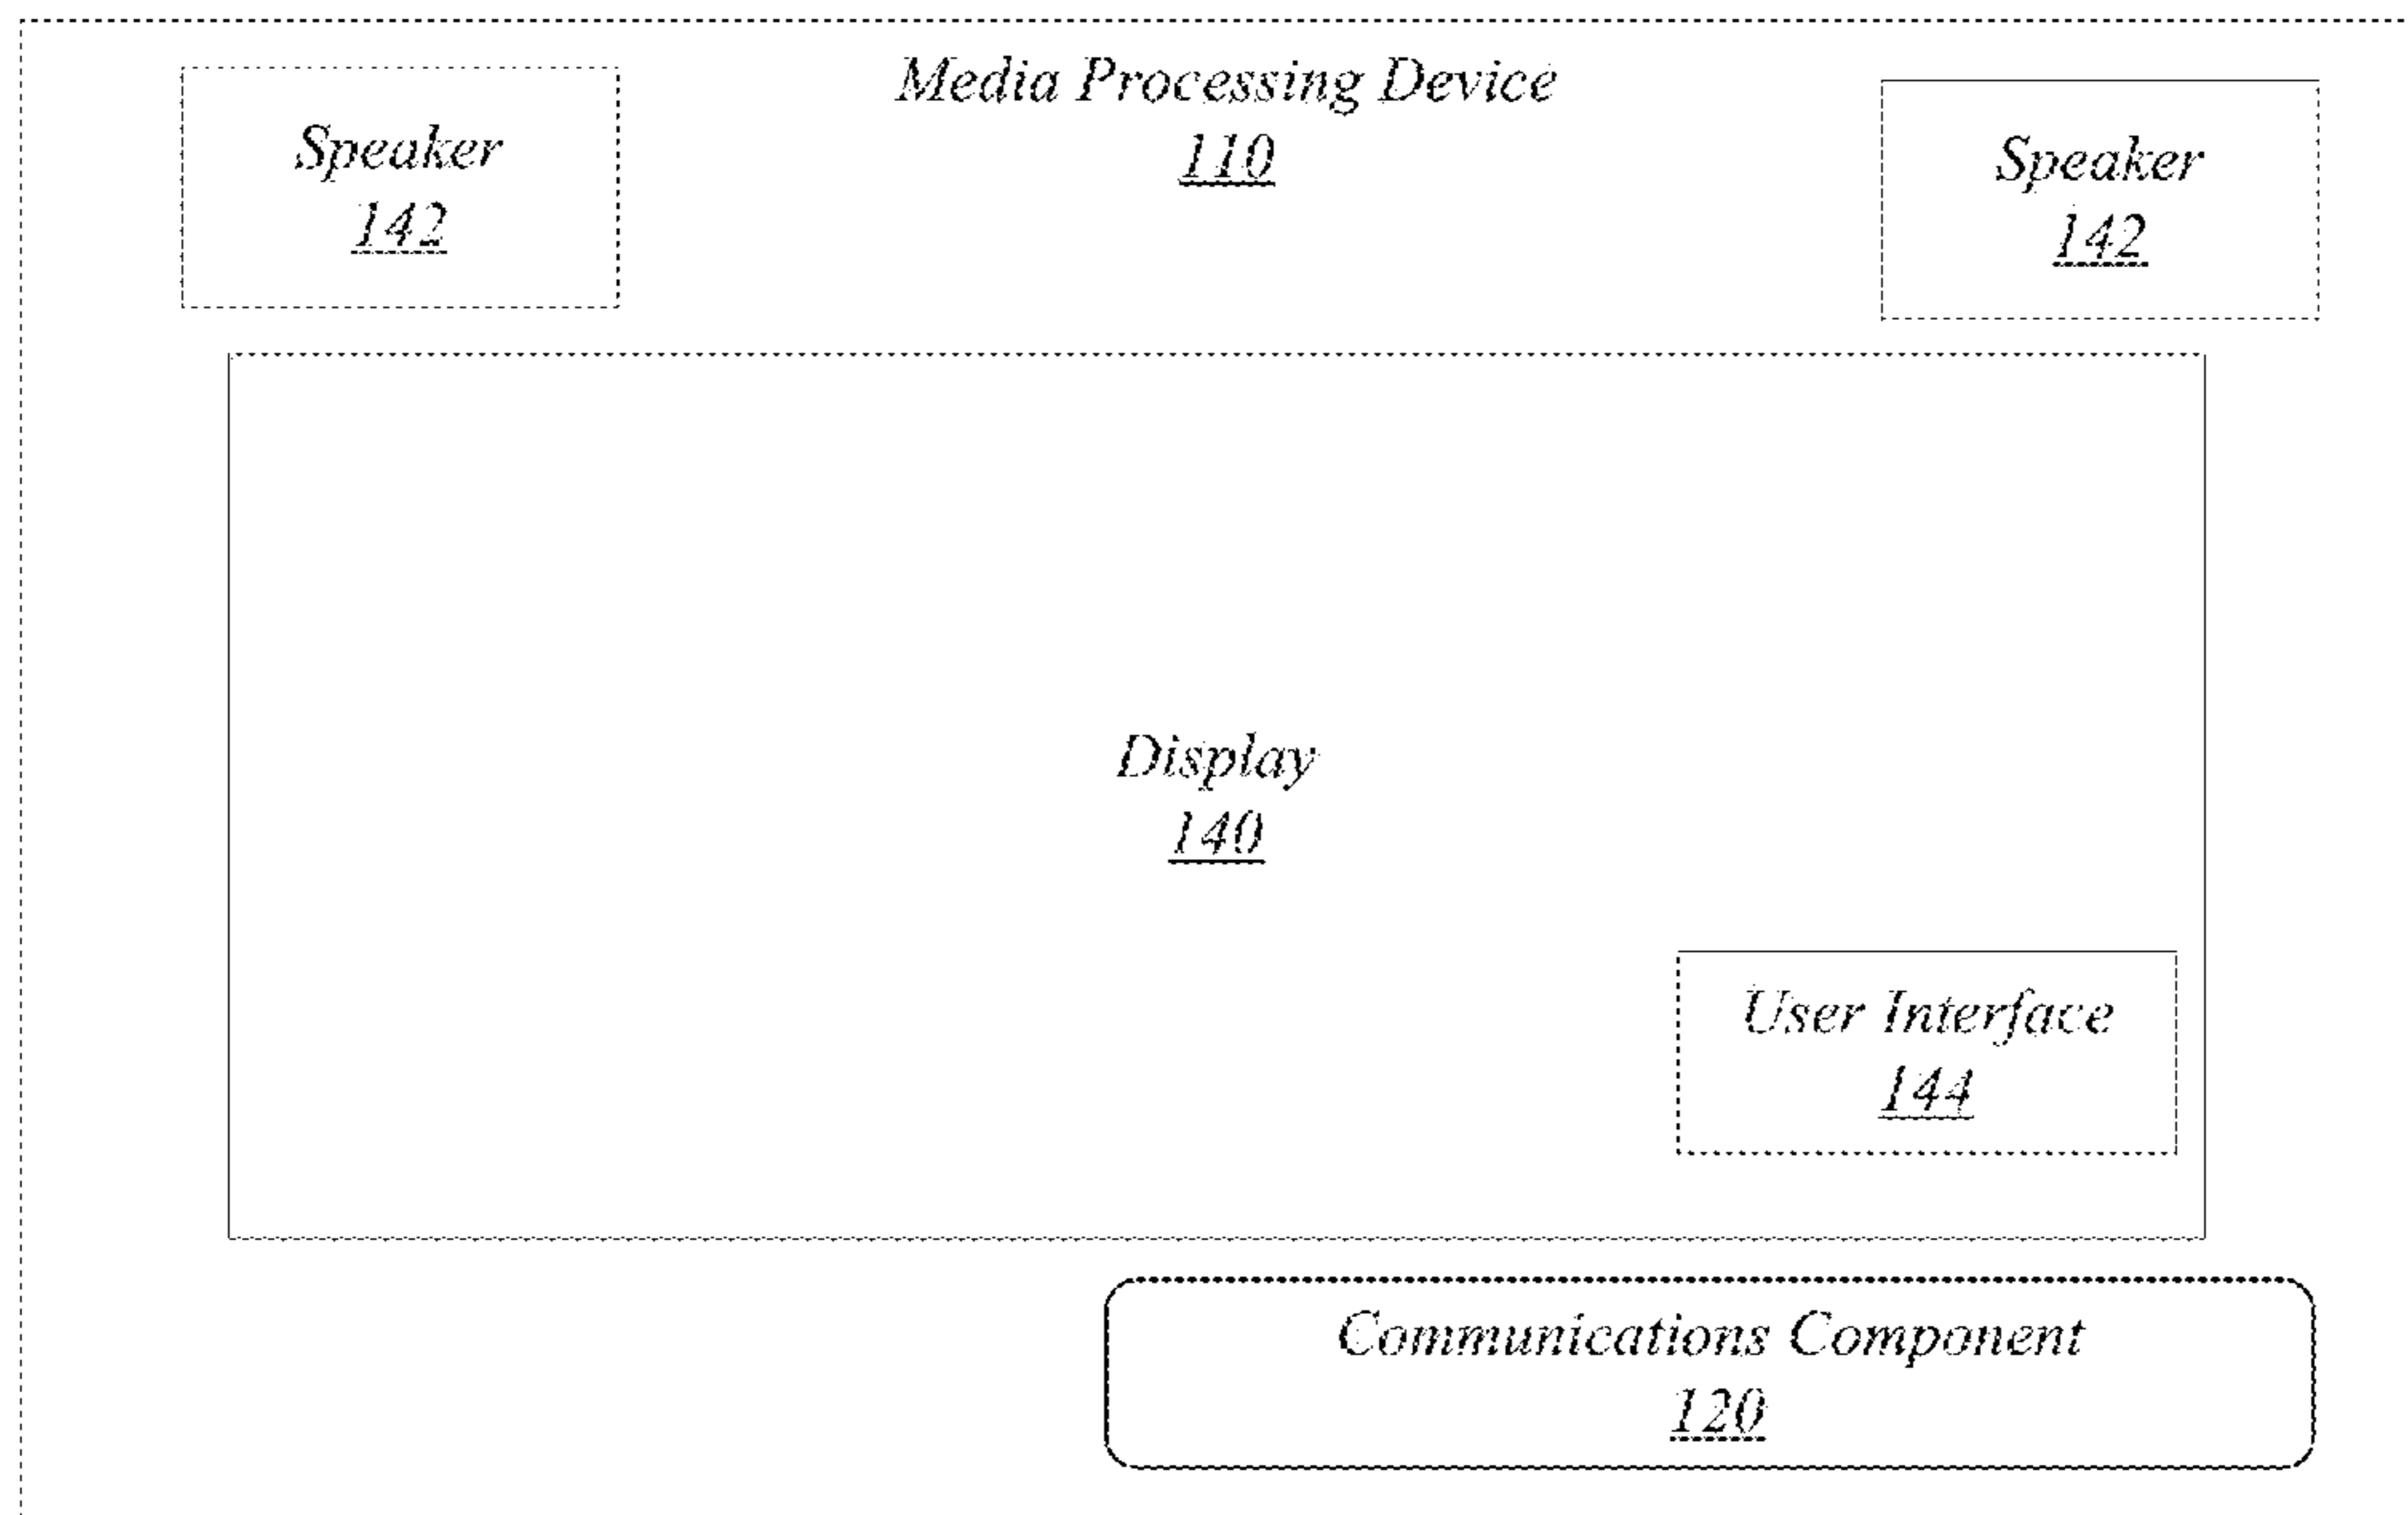 Media Processing Device
110
Speaker
142
Speaker
142
Display
140
User Interface
144
Communications Component
120